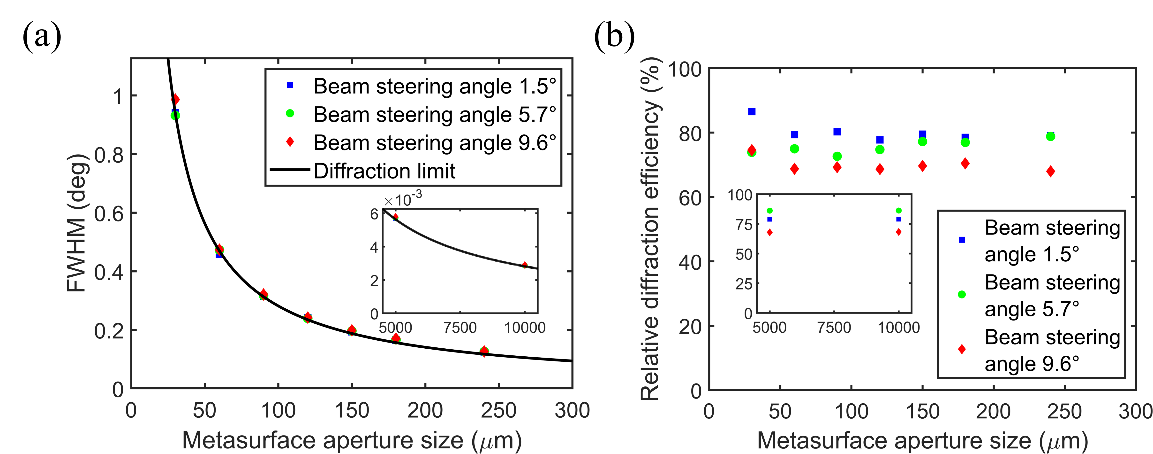 (a)
1
0.8
0.6
0.4
0.2
0
FWHM (deg)
Beam steering angle 1.5°
Beam steering angle 5.7°
Beam steering angle 9.6°
Diffraction limit
×10⁻³
6
4
2
0
5000 7500 10000
0 50 100 150 200 250 300
Metasurface aperture size (μm)
(b)
100
80
60
40
20
0
Relative diffraction efficiency (%)
100
75
50
25
0
5000 7500 10000
Beam steering
angle 1.5°
Beam steering
angle 5.7°
Beam steering
angle 9.6°
0 50 100 150 200 250 300
Metasurface aperture size (μm)